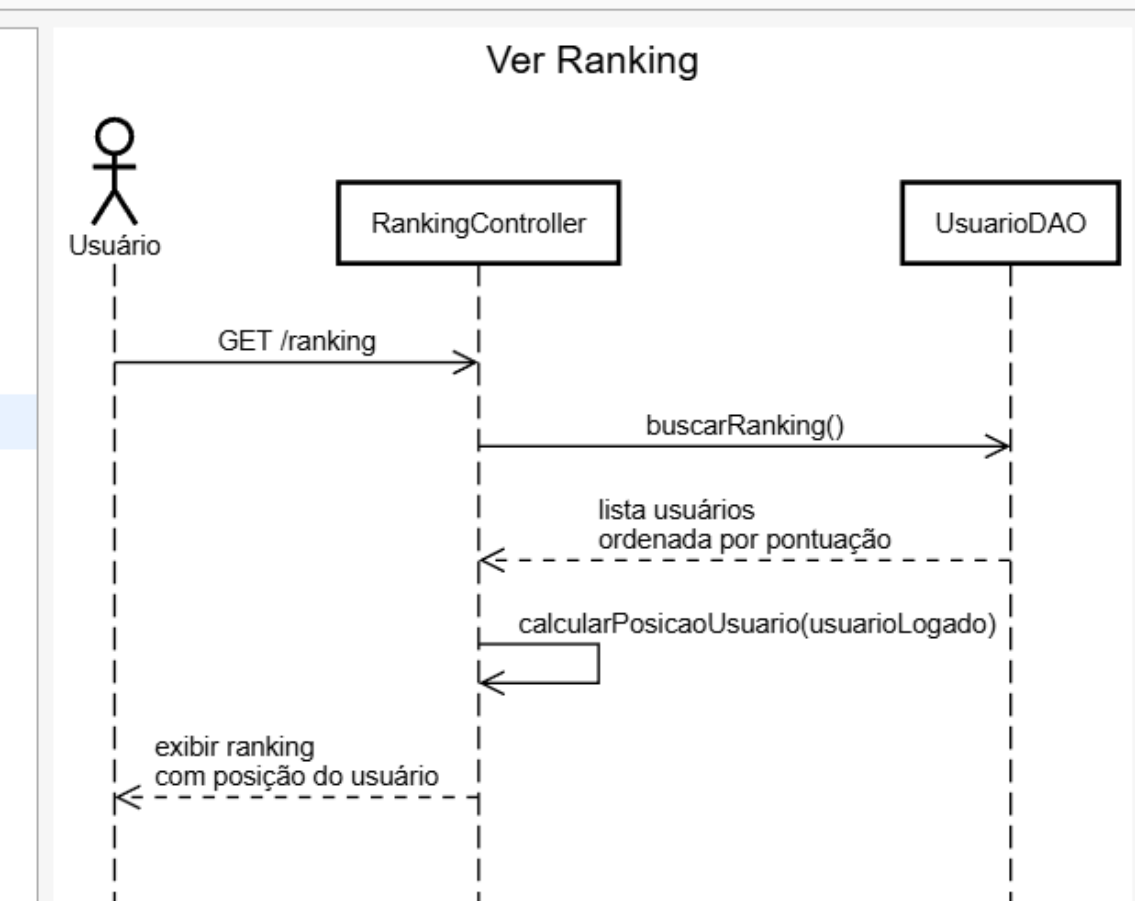 Ver Ranking
Usuário
RankingController
UsuarioDAO
GET /ranking
buscarRanking()
lista usuários
ordenada por pontuação
calcularPosicaoUsuario(usuarioLogado)
exibir ranking
com posição do usuário